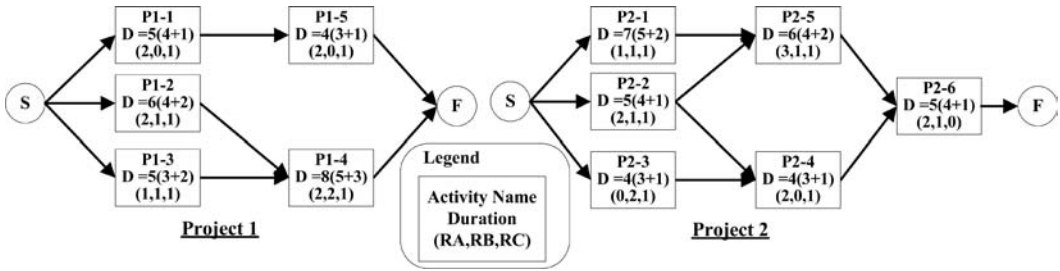 S
P1-1
D =5(4+1)
(2,0,1)
P1-2
D =6(4+2)
(2,1,1)
P1-3
D =5(3+2)
(1,1,1)
P1-5
D =4(3+1)
(2,0,1)
P1-4
D =8(5+3)
(2,2,1)
F
Project 1
Legend
Activity Name
Duration
(RA,RB,RC)
S
P2-1
D =7(5+2)
(1,1,1)
P2-2
D =5(4+1)
(2,1,1)
P2-3
D =4(3+1)
(0,2,1)
P2-5
D =6(4+2)
(3,1,1)
P2-4
D =4(3+1)
(2,0,1)
P2-6
D =5(4+1)
(2,1,0)
F
Project 2